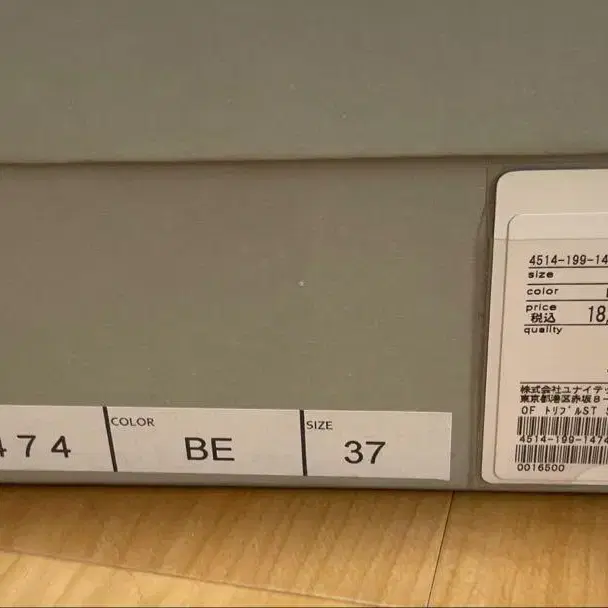 474
COLOR
BE
SIZE
37
4514-199-14
size
color
price
税込 18,
quality
株式会社ユナイテッ
東京都港区赤坂8-
OF トリプルST
4514-199-1474
0016500